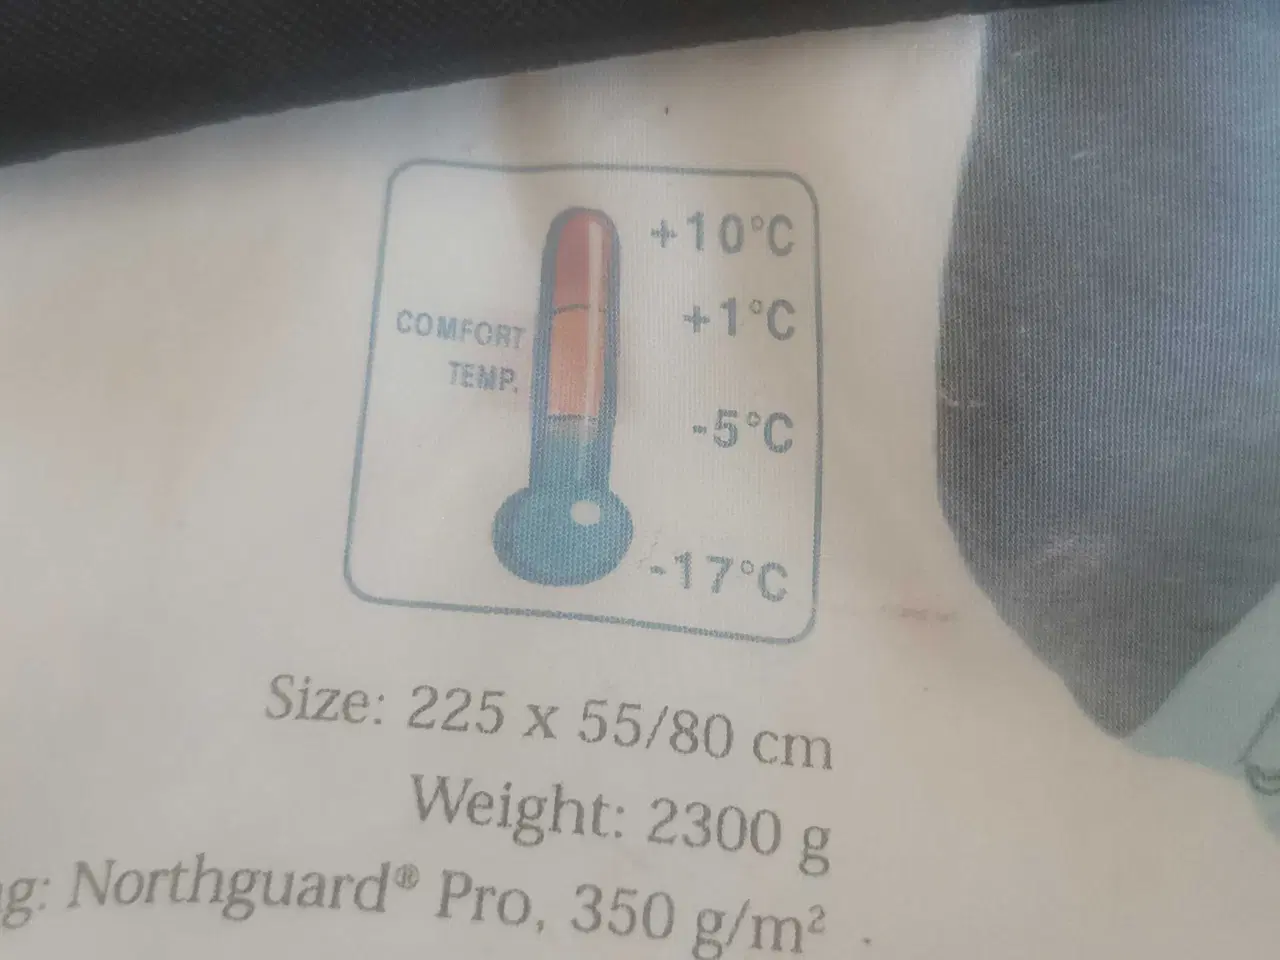 +10°C
+1°C
COMFORT
TEMP.
-5°C
-17°C
Size: 225 x 55/80 cm
Weight: 2300 g
g: Northguard® Pro, 350 g/m²